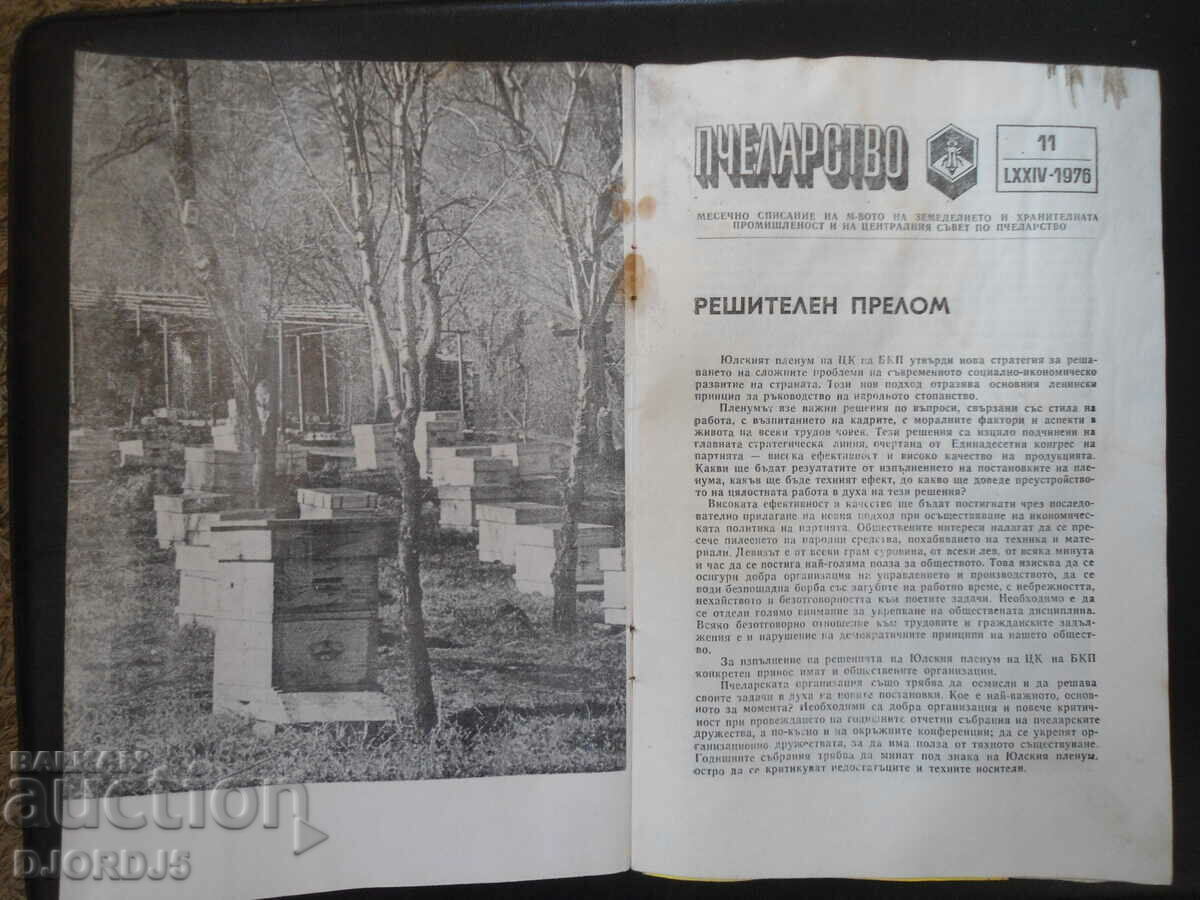 ПЧЕЛАРСТВО
11
LXXIV-1976
МЕСЕЧНО СПИСАНИЕ НА М-ВОТО НА ЗЕМЕДЕЛИЕТО И ХРАНИТЕЛНАТА
ПРОМИШЛЕНОСТ И НА ЦЕНТРАЛНИЯ СЪВЕТ ПО ПЧЕЛАРСТВО
РЕШИТЕЛЕН ПРЕЛОМ
Юлският пленум на ЦК на БКП утвърди нова стратегия за реша-
ването на сложните проблеми на съвременното социално-икономическо
развитие на страната. Този нов подход отразява основния ленински
принцип за ръководство на народното стопанство.
Пленумът взе важни решения по въпроси, свързани със стила на
работа, с възпитанието на кадрите, с моралните фактори и аспекти в
живота на всеки трудов човек. Тези решения са изцяло подчинени на
главната стратегическа линия, очертана от Единадесетия конгрес на
партията — висока ефективност и високо качество на продукцията.
Какви ще бъдат резултатите от изпълнението на постановките на пле-
нума, какъв ще бъде техният ефект, до какво ще доведе преустройство-
то на цялостната работа в духа на тези решения?
Високата ефективност и качество ще бъдат постигнати чрез последо-
вателно прилагане на новия подход при осъществяване на икономичес-
ката политика на партията. Обществените интереси налагат да се пре-
сече пилеенето на народни средства, похабяването на техника и мате-
риали. Девизът е от всеки грам суровина, от всеки лев, от всяка минута
и час да се постига най-голяма полза за обществото. Това изисква да се
осигури добра организация на управлението и производството, да се
води безпощадна борба със загубите на работно време, с небрежността,
нехайството и безотговорността към поетите задачи. Необходимо е да
се отдели голямо внимание за укрепване на обществената дисциплина.
Всяко безотговорно отношение към трудовите и гражданските задъл-
жения е и нарушение на демократичните принципи на нашето общест-
во.
За изпълнение на решенията на Юлския пленум на ЦК на БКП
конкретен принос имат и обществените организации.
Пчеларската организация също трябва да осмисли и да решава
своите задачи в духа на новите постановки. Кое е най-важното, основ-
ното за момента? Необходими са добра организация и повече критич-
ност при провеждането на годишните отчетни събрания на пчеларските
дружества, а по-късно и на окръжните конференции; да се укрепят ор-
ганизационно дружествата, за да има полза от тяхното съществуване.
Годишните събрания трябва да минат под знака на Юлския пленум,
остро да се критикуват недостатъците и техните носители.
БАЛКАН
auction
DJORDJ5